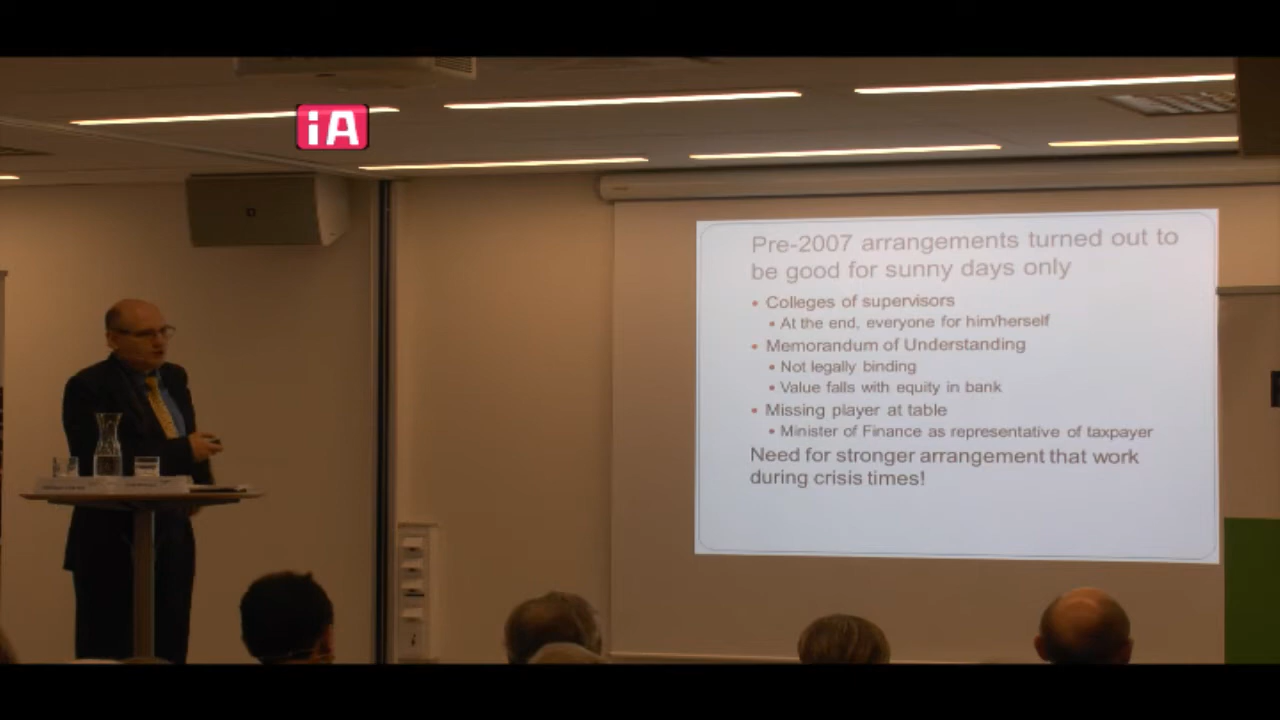 iA
Pre-2007 arrangements turned out to
be good for sunny days only
• Colleges of supervisors
• At the end, everyone for him/herself
• Memorandum of Understanding
• Not legally binding
• Value falls with equity in bank
• Missing player at table
• Minister of Finance as representative of taxpayer
Need for stronger arrangement that work
during crisis times!